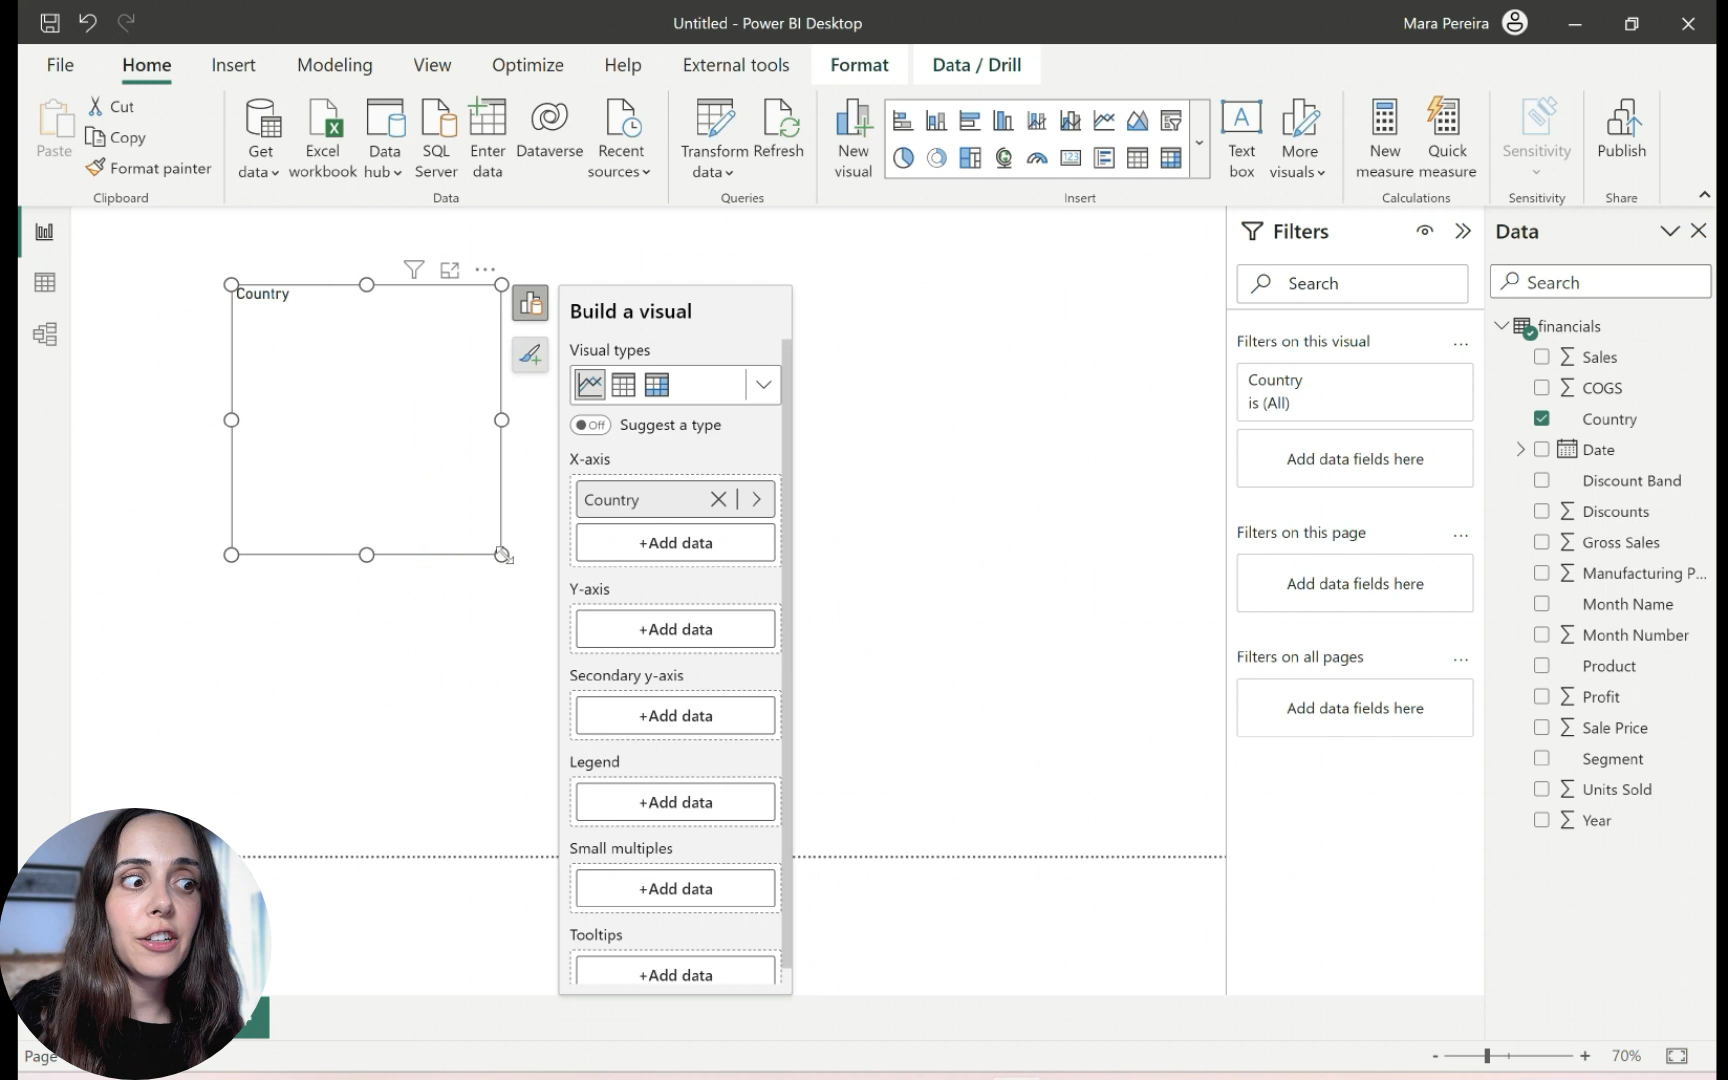 Untitled - Power BI Desktop
Mara Pereira
File
Home
Insert
Modeling
View
Optimize
Help
External tools
Format
Data / Drill
Paste
Cut
Copy
Format painter
Clipboard
Get data
Excel workbook
Data hub
SQL Server
Enter data
Dataverse
Recent sources
Data
Transform data
Refresh
Queries
New visual
123
A
Text box
More visuals
Insert
New measure
Quick measure
Calculations
Sensitivity
Sensitivity
Publish
Share
Country
Build a visual
Visual types
Off
Suggest a type
X-axis
Country
+Add data
Y-axis
+Add data
Secondary y-axis
+Add data
Legend
+Add data
Small multiples
+Add data
Tooltips
+Add data
Filters
Search
Filters on this visual
...
Country
is (All)
Add data fields here
Filters on this page
...
Add data fields here
Filters on all pages
...
Add data fields here
Data
Search
financials
Sales
COGS
Country
Date
Discount Band
Discounts
Gross Sales
Manufacturing P...
Month Name
Month Number
Product
Profit
Sale Price
Segment
Units Sold
Year
Page
- + 70%